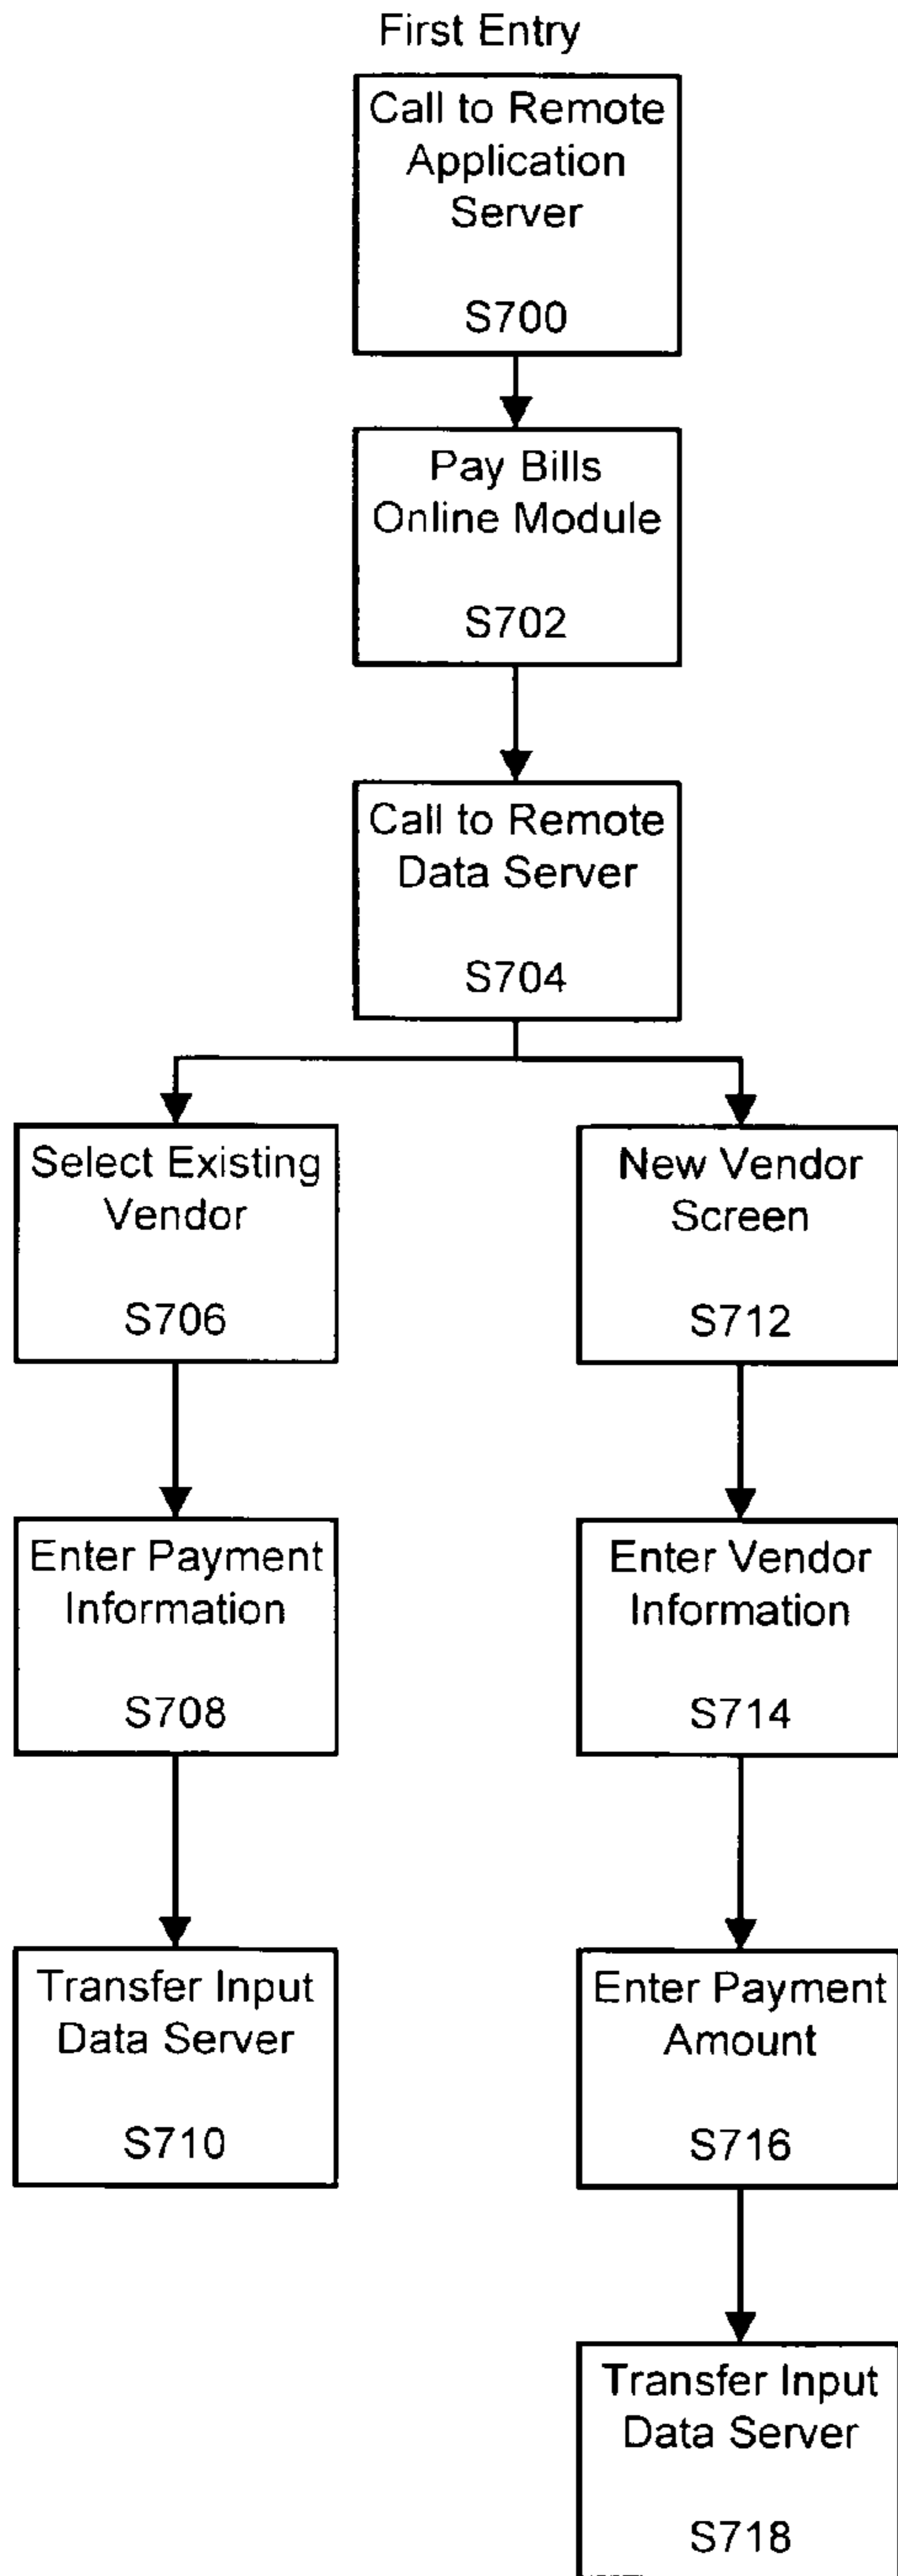 First Entry
Call to Remote
Application
Server
S700
Pay Bills
Online Module
S702
Call to Remote
Data Server
S704
Select Existing
Vendor
S706
Enter Payment
Information
S708
Transfer Input
Data Server
S710
New Vendor
Screen
S712
Enter Vendor
Information
S714
Enter Payment
Amount
S716
Transfer Input
Data Server
S718